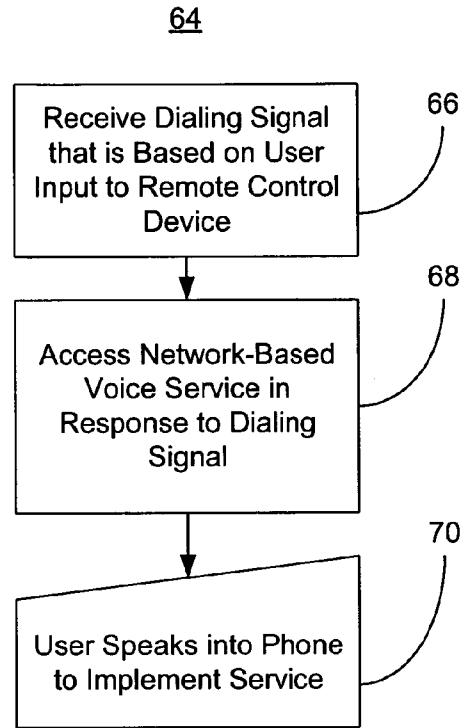 64
Receive Dialing Signal
that is Based on User
Input to Remote Control
Device
66
Access Network-Based
Voice Service in
Response to Dialing
Signal
68
User Speaks into Phone
to Implement Service
70